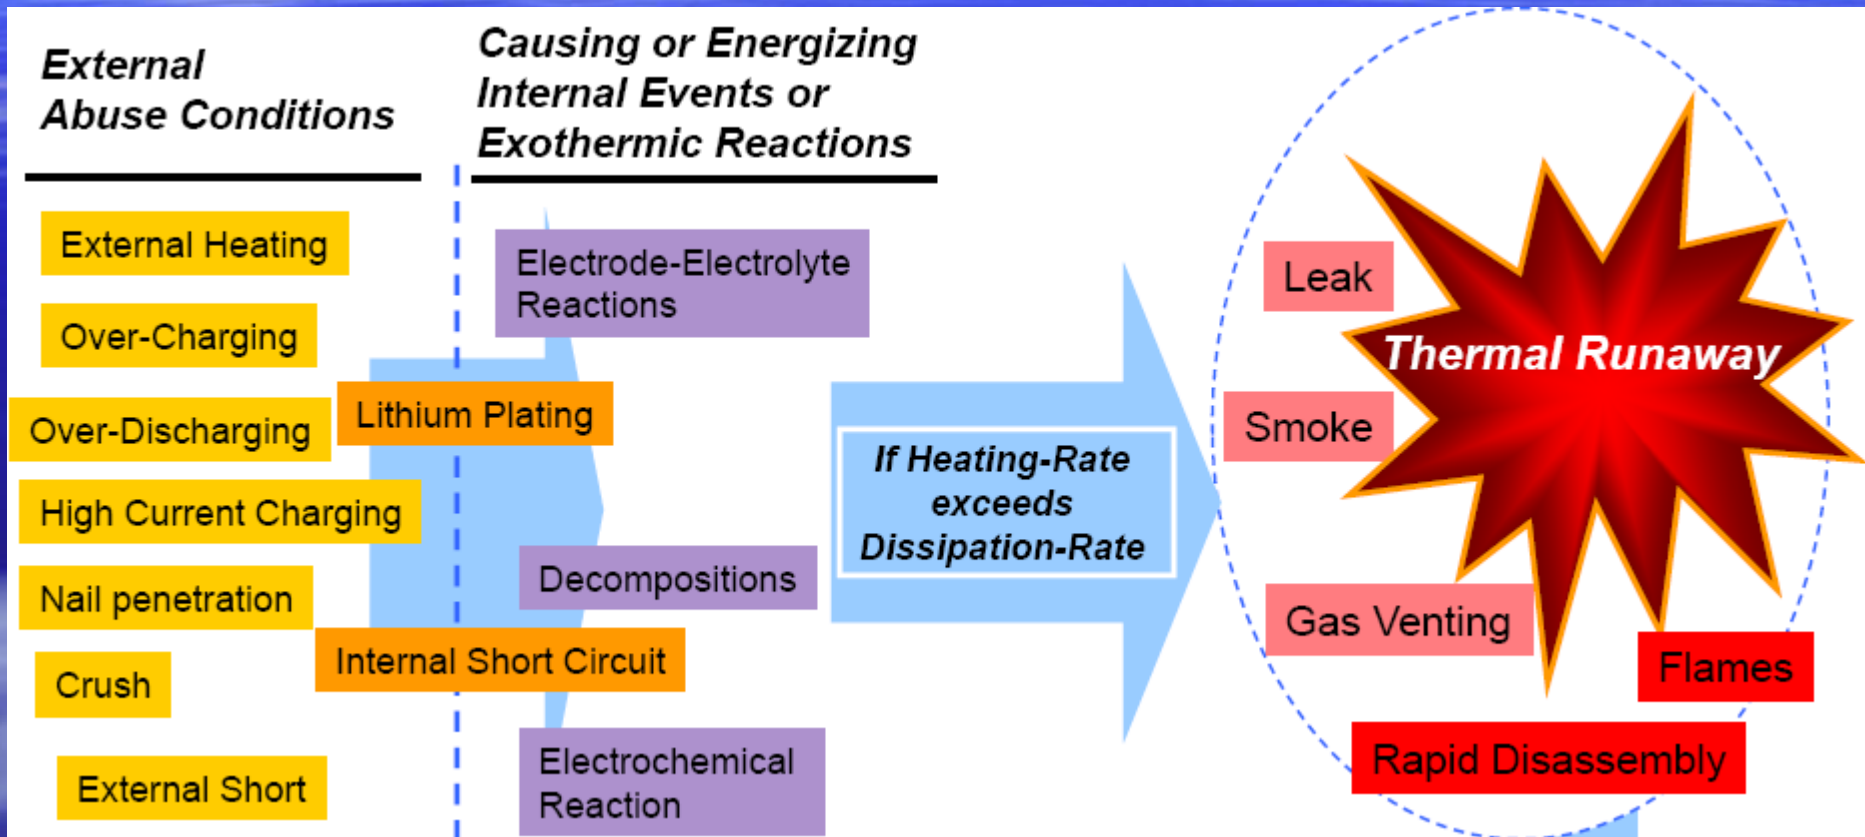 External
Abuse Conditions
Causing or Energizing
Internal Events or
Exothermic Reactions
External Heating
Over-Charging
Over-Discharging
High Current Charging
Nail penetration
Crush
External Short
Lithium Plating
Internal Short Circuit
Electrode-Electrolyte
Reactions
Decompositions
Electrochemical
Reaction
If Heating-Rate
exceeds
Dissipation-Rate
Thermal Runaway
Leak
Smoke
Gas Venting
Flames
Rapid Disassembly